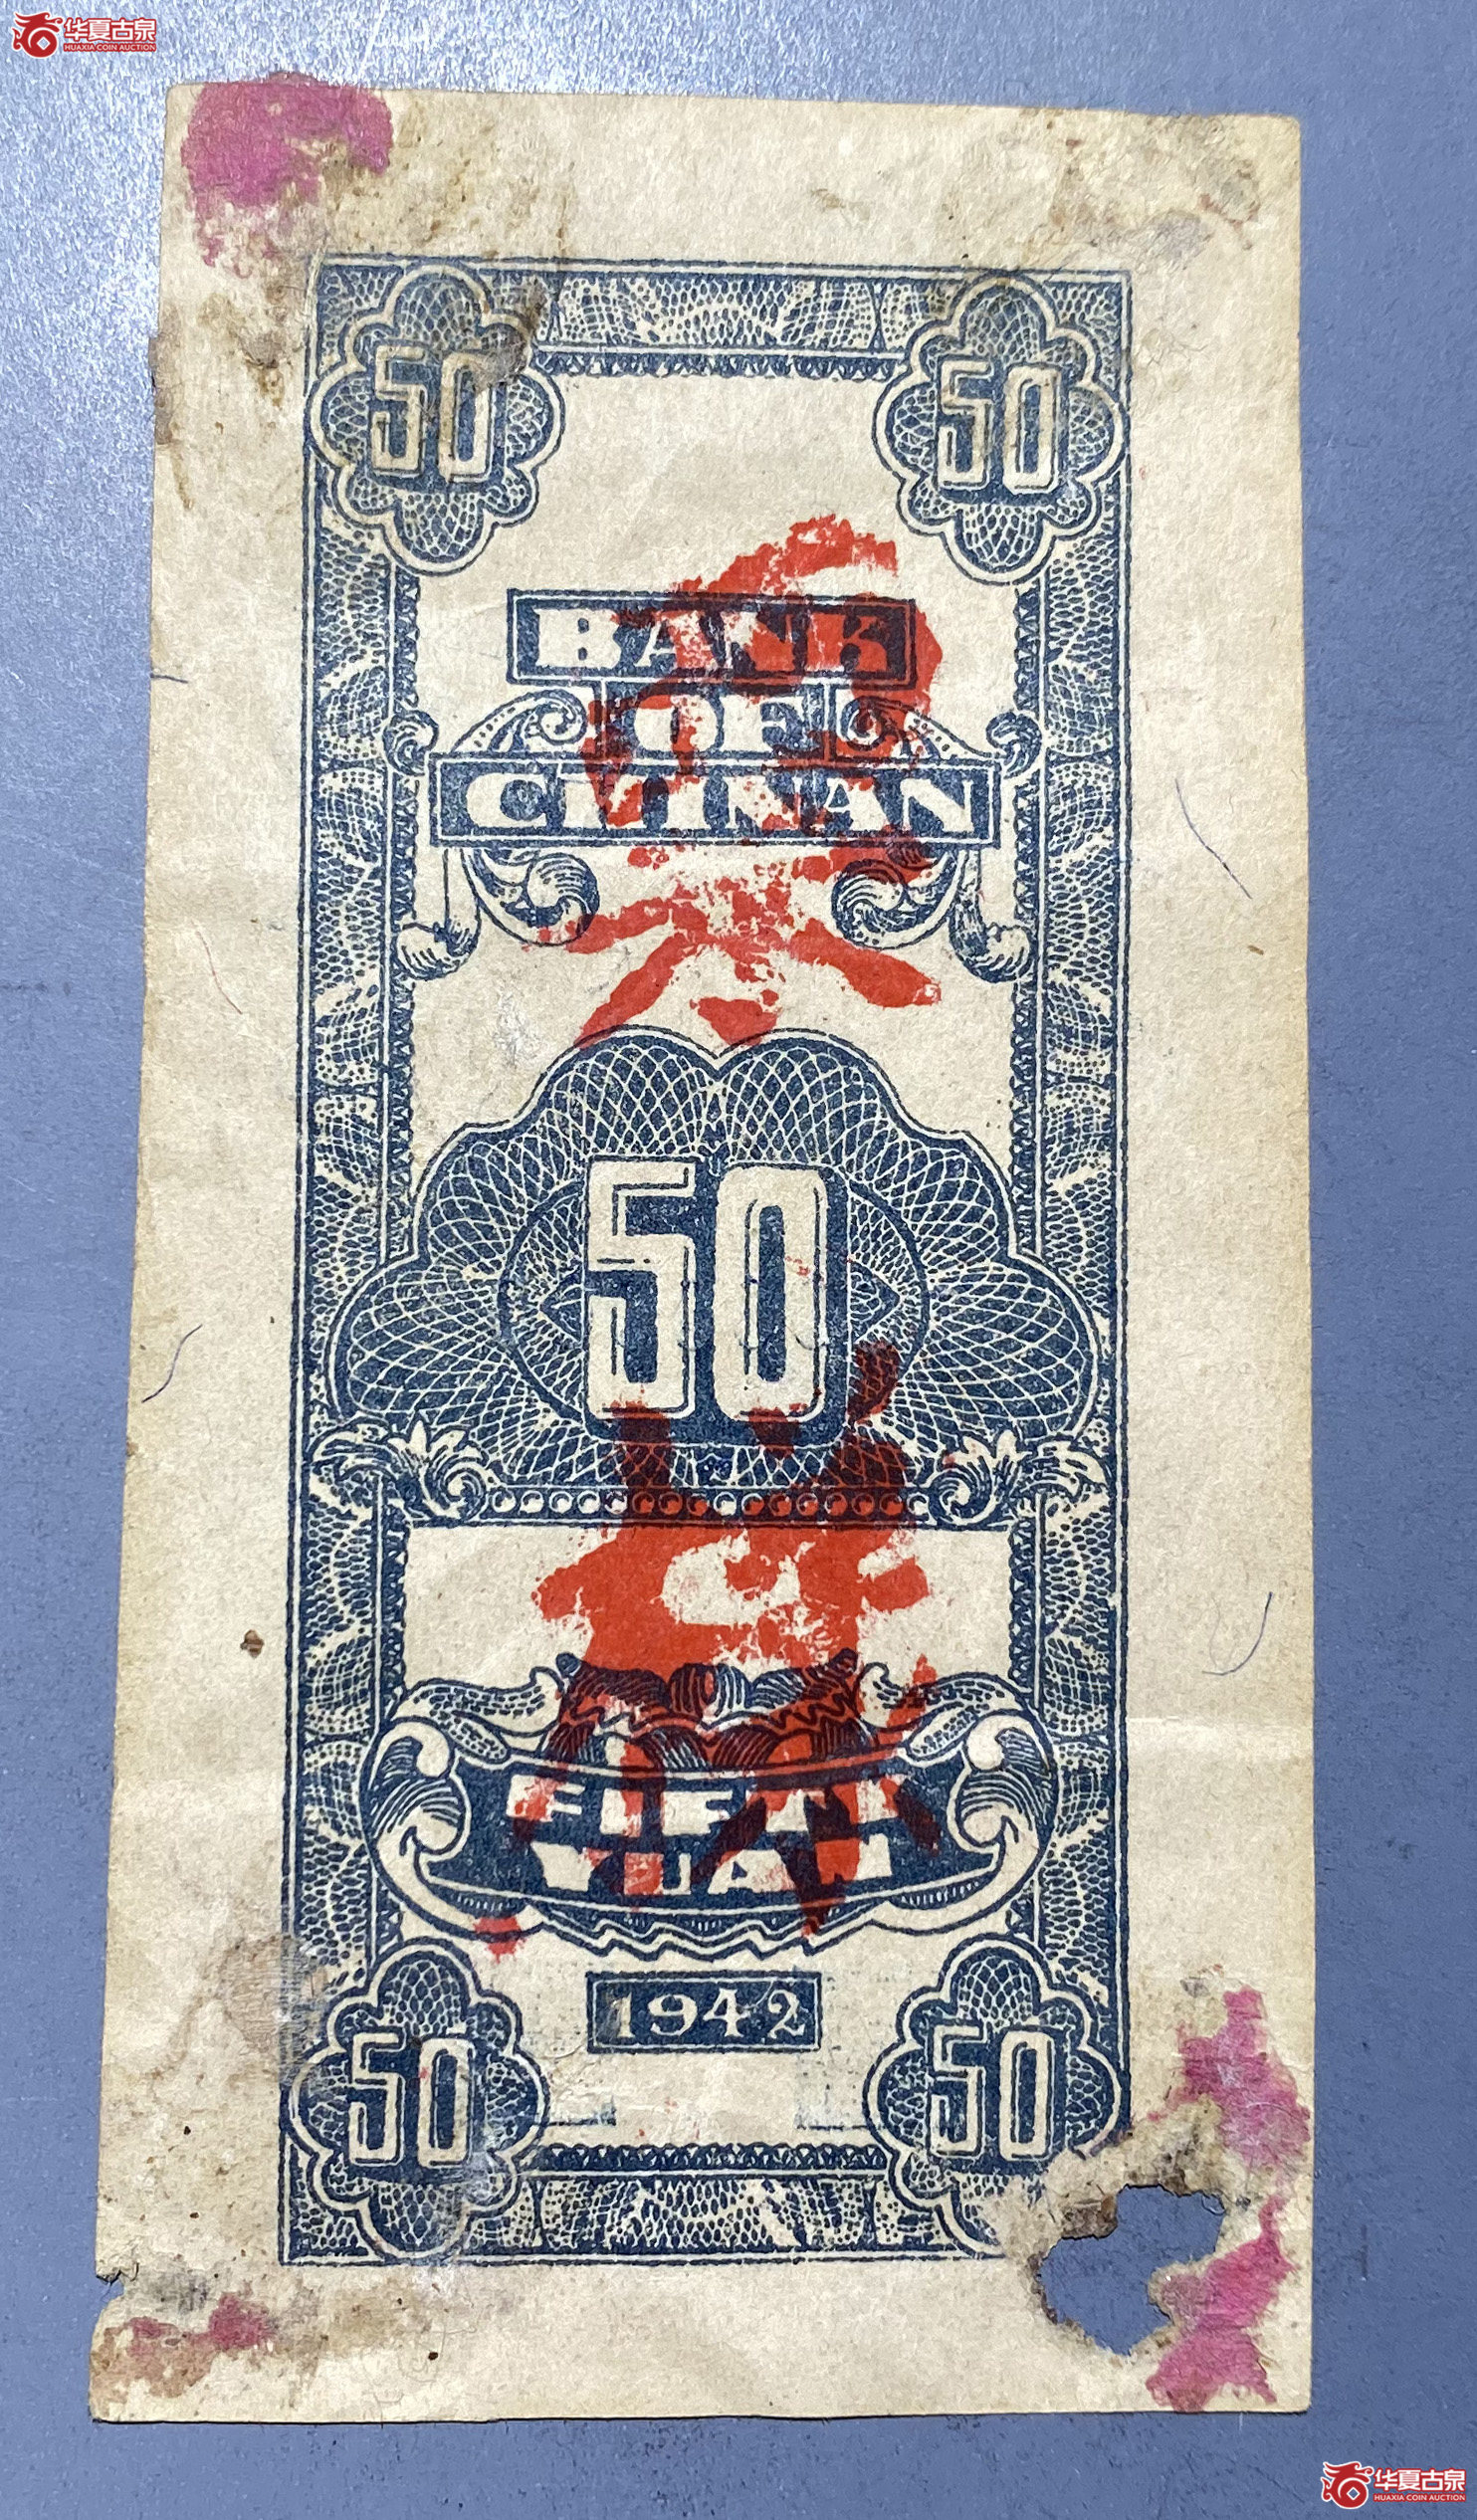 华夏古泉
HUAXIA COIN AUCTION
50 50
BANK
OF
CHINAN
50
FIFTY
YUAN
1942
50 50
华夏古泉
HUAXIA COIN AUCTION